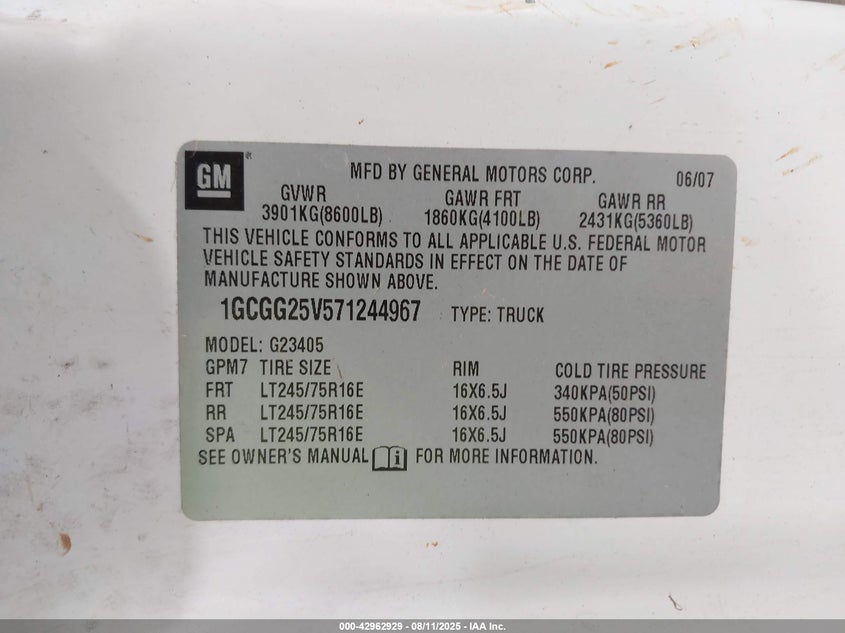 GM ®
MFD BY GENERAL MOTORS CORP. 06/07
GVWR GAWR FRT GAWR RR
3901KG(8600LB) 1860KG(4100LB) 2431KG(5360LB)
THIS VEHICLE CONFORMS TO ALL APPLICABLE U.S. FEDERAL MOTOR
VEHICLE SAFETY STANDARDS IN EFFECT ON THE DATE OF
MANUFACTURE SHOWN ABOVE.
1GCGG25V571244967 TYPE: TRUCK
MODEL: G23405
GPM7 TIRE SIZE RIM COLD TIRE PRESSURE
FRT LT245/75R16E 16X6.5J 340KPA(50PSI)
RR LT245/75R16E 16X6.5J 550KPA(80PSI)
SPA LT245/75R16E 16X6.5J 550KPA(80PSI)
SEE OWNER'S MANUAL i FOR MORE INFORMATION.
000-42962929 - 08/11/2025 - IAA Inc.